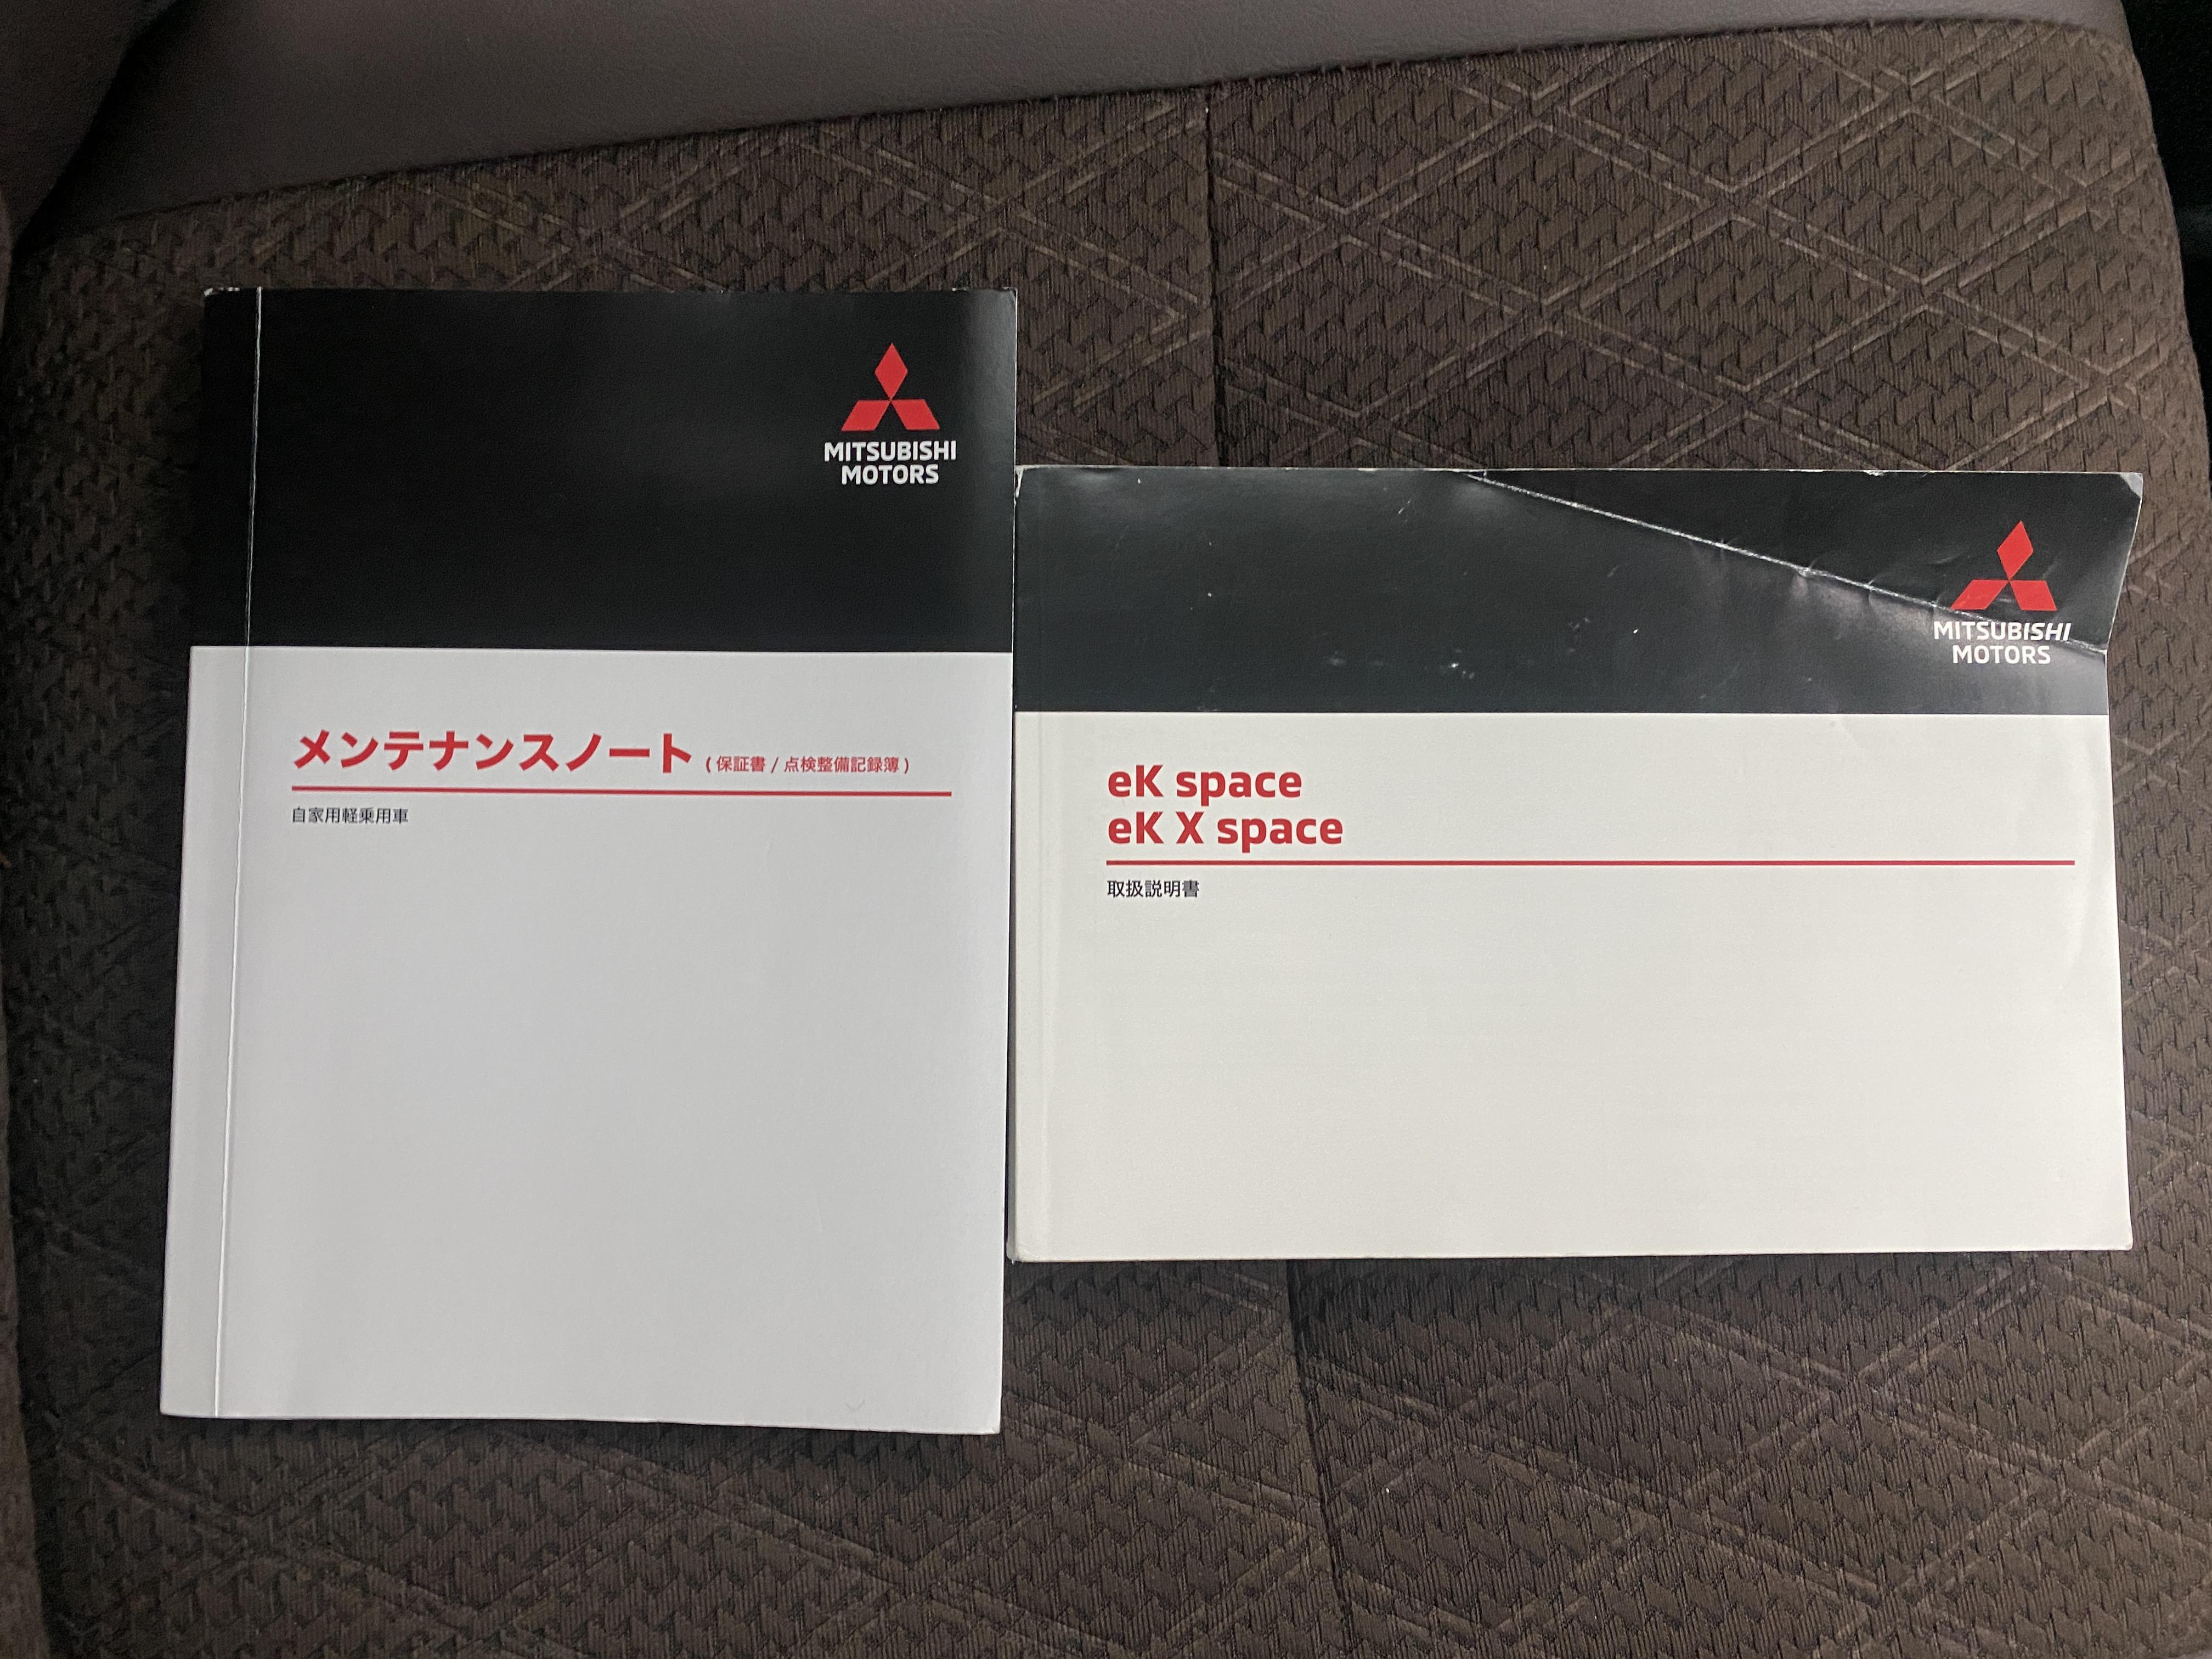 MITSUBISHI
MOTORS
メンテナンスノート (保証書 / 点検整備記録簿)
自家用軽乗用車
MITSUBISHI
MOTORS
eK space
eK X space
取扱説明書